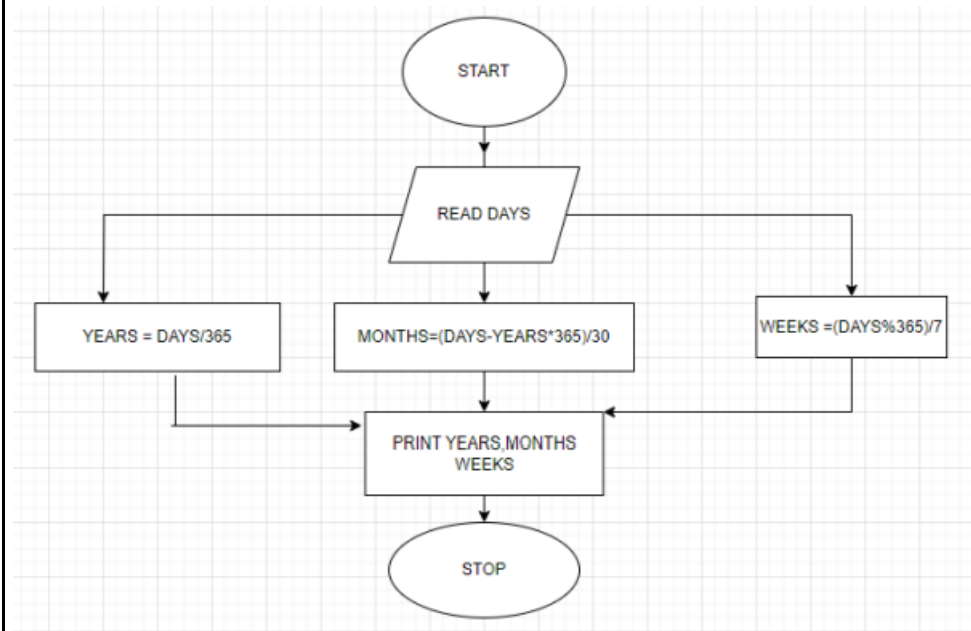 START
READ DAYS
YEARS = DAYS/365
MONTHS=(DAYS-YEARS*365)/30
WEEKS =(DAYS%365)/7
PRINT YEARS,MONTHS
WEEKS
STOP